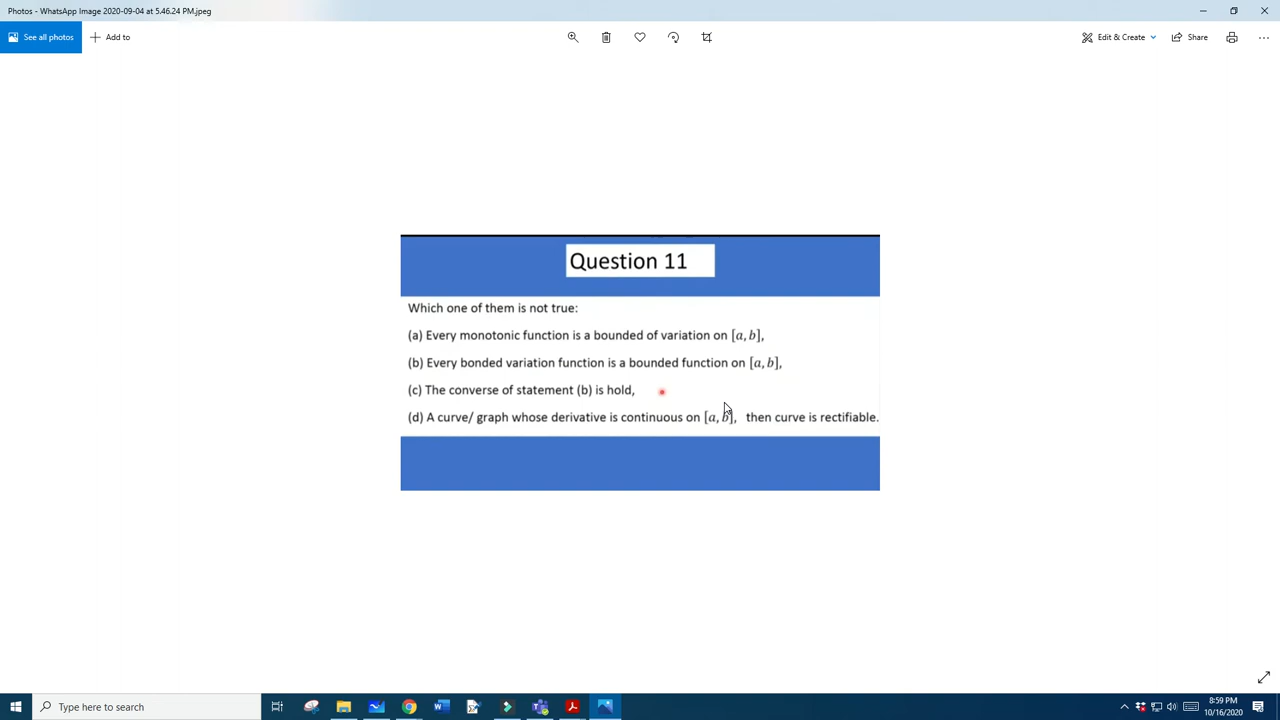 Photos - WhatsApp Image 2020-09-04 at 5.46.24 PM.jpeg
See all photos
Add to
Edit & Create
Share
Question 11
Which one of them is not true:
(a) Every monotonic function is a bounded of variation on [a, b],
(b) Every bonded variation function is a bounded function on [a, b],
(c) The converse of statement (b) is hold,
(d) A curve/ graph whose derivative is continuous on [a, b], then curve is rectifiable.
Type here to search
8:59 PM
10/16/2020